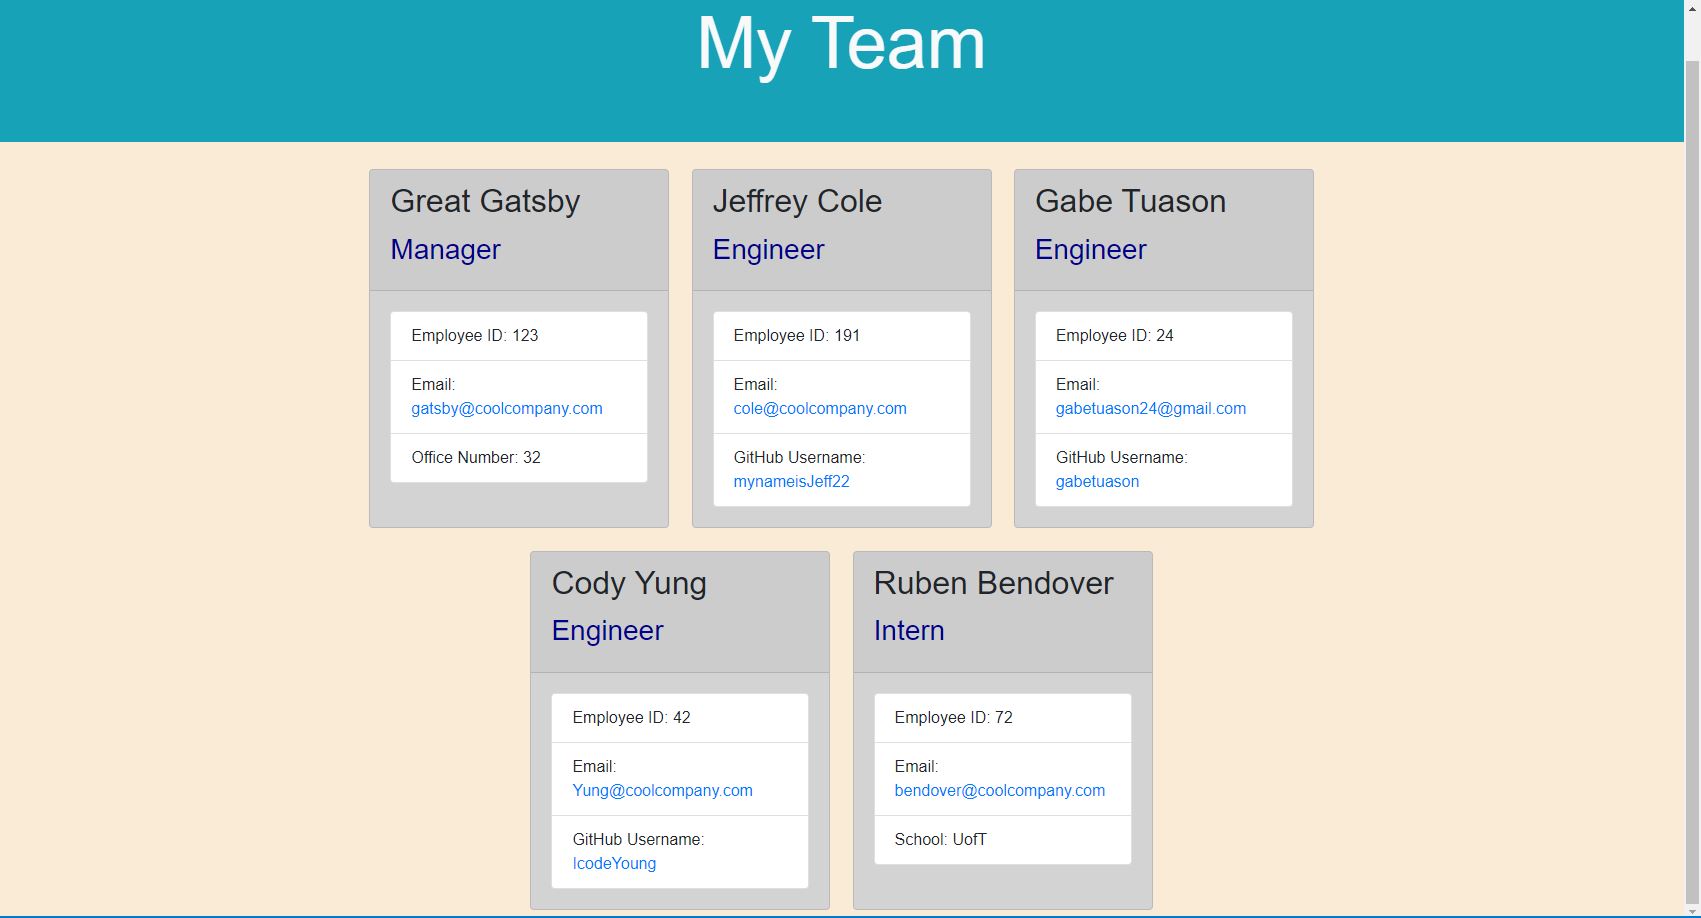 My Team
Great Gatsby
Manager
Employee ID: 123
Email:
gatsby@coolcompany.com
Office Number: 32
Jeffrey Cole
Engineer
Employee ID: 191
Email:
cole@coolcompany.com
GitHub Username:
mynameisJeff22
Gabe Tuason
Engineer
Employee ID: 24
Email:
gabetuason24@gmail.com
GitHub Username:
gabetuason
Cody Yung
Engineer
Employee ID: 42
Email:
Yung@coolcompany.com
GitHub Username:
IcodeYoung
Ruben Bendover
Intern
Employee ID: 72
Email:
bendover@coolcompany.com
School: UofT